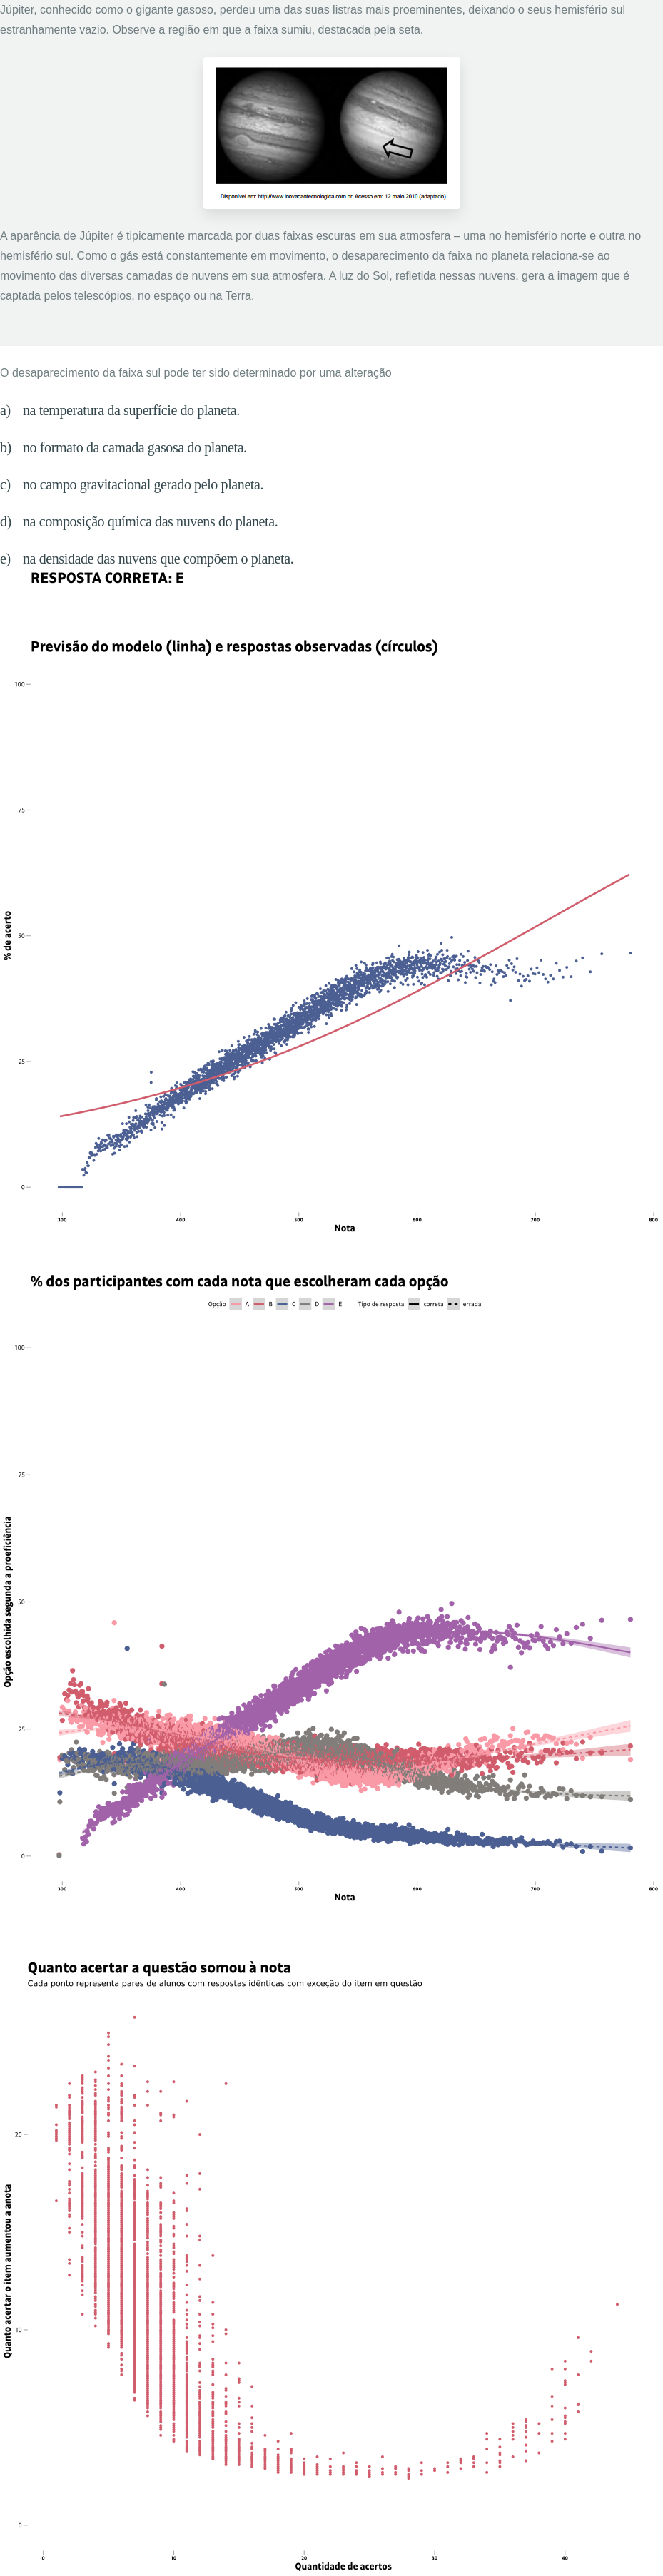 Júpiter, conhecido como o gigante gasoso, perdeu uma das suas listras mais proeminentes, deixando o seus hemisfério sul
estranhamente vazio. Observe a região em que a faixa sumiu, destacada pela seta.
Disponível em: http://www.inovacaotecnologica.com.br. Acesso em: 12 maio 2010 (adaptado).
A aparência de Júpiter é tipicamente marcada por duas faixas escuras em sua atmosfera – uma no hemisfério norte e outra no
hemisfério sul. Como o gás está constantemente em movimento, o desaparecimento da faixa no planeta relaciona-se ao
movimento das diversas camadas de nuvens em sua atmosfera. A luz do Sol, refletida nessas nuvens, gera a imagem que é
captada pelos telescópios, no espaço ou na Terra.
O desaparecimento da faixa sul pode ter sido determinado por uma alteração
a) na temperatura da superfície do planeta.
b) no formato da camada gasosa do planeta.
c) no campo gravitacional gerado pelo planeta.
d) na composição química das nuvens do planeta.
e) na densidade das nuvens que compõem o planeta.
RESPOSTA CORRETA: E
Previsão do modelo (linha) e respostas observadas (círculos)
100
75
50
25
0
% de acerto
300 400 500 600 700 800
Nota
% dos participantes com cada nota que escolheram cada opção
Opção A B C D E Tipo de resposta correta errada
100
75
50
25
0
Opção escolhida segunda a proeficiência
300 400 500 600 700 800
Nota
Quanto acertar a questão somou à nota
Cada ponto representa pares de alunos com respostas idênticas com exceção do item em questão
20
10
0
Quanto acertar o item aumentou a anota
0 10 20 30 40
Quantidade de acertos